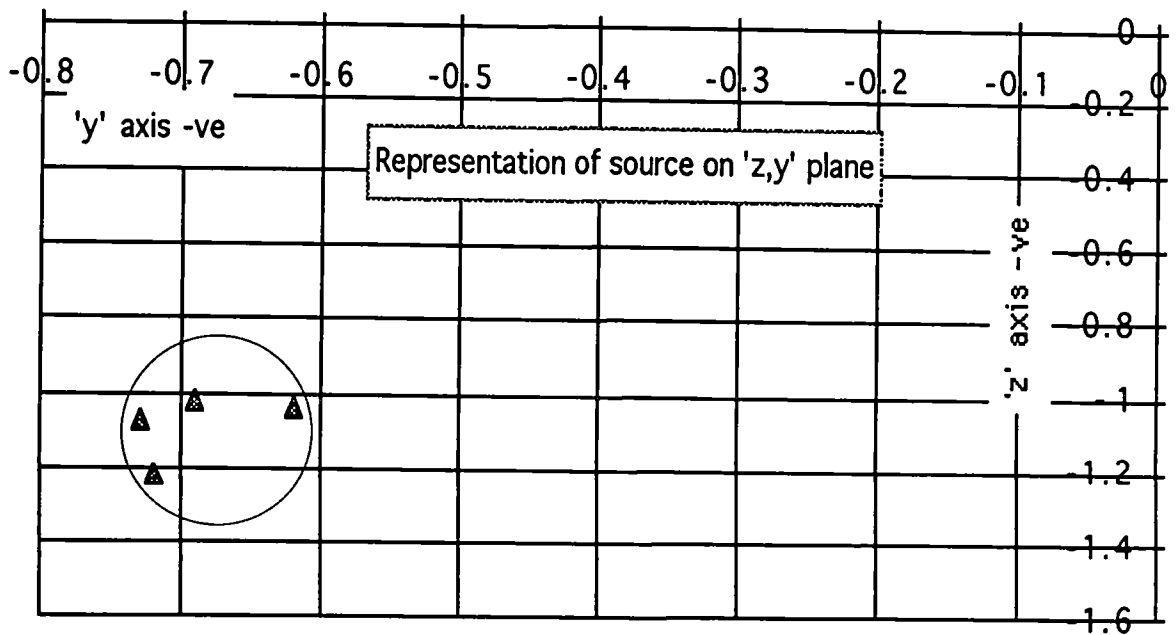 0
-0.8 -0.7 -0.6 -0.5 -0.4 -0.3 -0.2 -0.1 0
-0.2
'y' axis -ve
Representation of source on 'z,y' plane
-0.4
-0.6
'z' axis -ve
-0.8
-1
-1.2
-1.4
-1.6